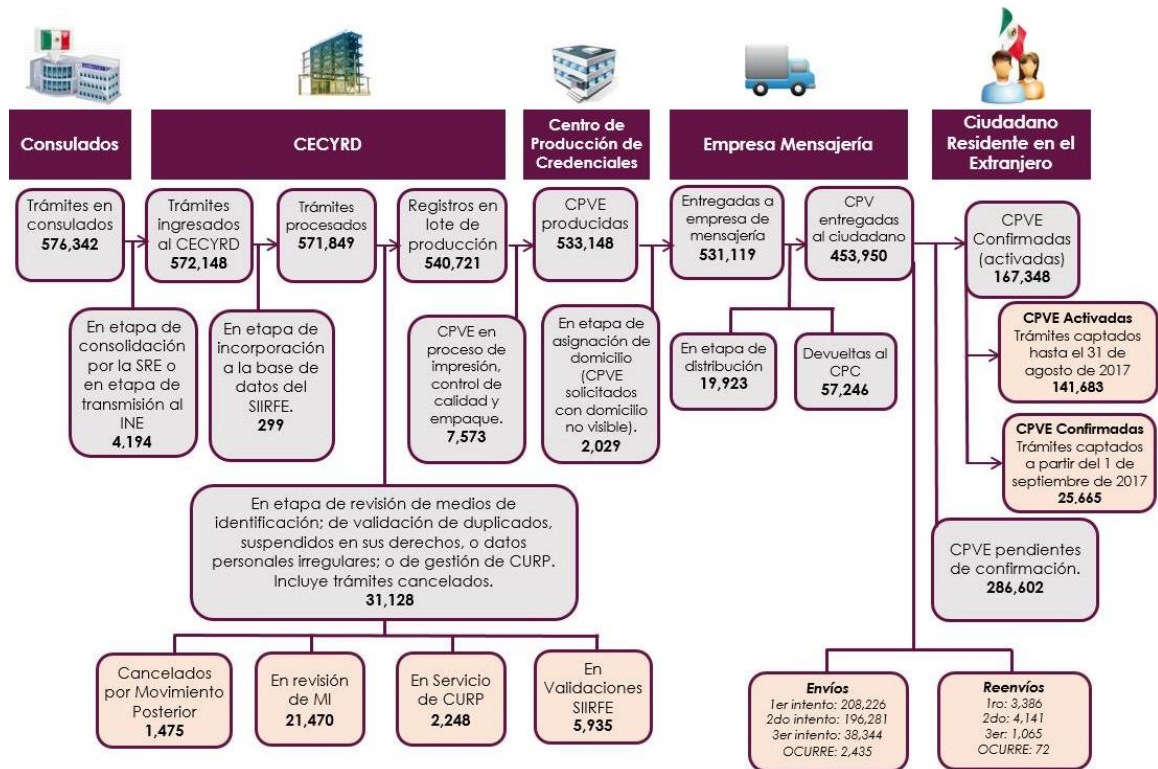 Consulados
CECYRD
Centro de
Producción de
Credenciales
Empresa Mensajería
Ciudadano
Residente en el
Extranjero
Trámites en
consulados
576,342
Trámites
ingresados
al CECYRD
572,148
Trámites
procesados
571,849
Registros en
lote de
producción
540,721
CPVE
producidas
533,148
Entregadas a
empresa de
mensajería
531,119
CPV
entregadas
al ciudadano
453,950
CPVE
Confirmadas
(activadas)
167,348
En etapa de
consolidación
por la SRE o
en etapa de
transmisión al
INE
4,194
En etapa de
incorporación
a la base de
datos del
SIIRFE.
299
CPVE en
proceso de
impresión,
control de
calidad y
empaque.
7,573
En etapa de
asignación de
domicilio
(CPVE
solicitados
con domicilio
no visible).
2,029
En etapa de
distribución
19,923
Devueltas al
CPC
57,246
CPVE Activadas
Trámites captados
hasta el 31 de
agosto de 2017
141,683
CPVE Confirmadas
Trámites captados
a partir del 1 de
septiembre de 2017
25,665
En etapa de revisión de medios de
identificación; de validación de duplicados,
suspendidos en sus derechos, o datos
personales irregulares; o de gestión de CURP.
Incluye trámites cancelados.
31,128
CPVE pendientes
de confirmación.
286,602
Cancelados
por Movimiento
Posterior
1,475
En revisión
de MI
21,470
En Servicio
de CURP
2,248
En
Validaciones
SIIRFE
5,935
Envíos
1er intento: 208,226
2do intento: 196,281
3er intento: 38,344
OCURRE: 2,435
Reenvíos
1ro: 3,386
2do: 4,141
3er: 1,065
OCURRE: 72